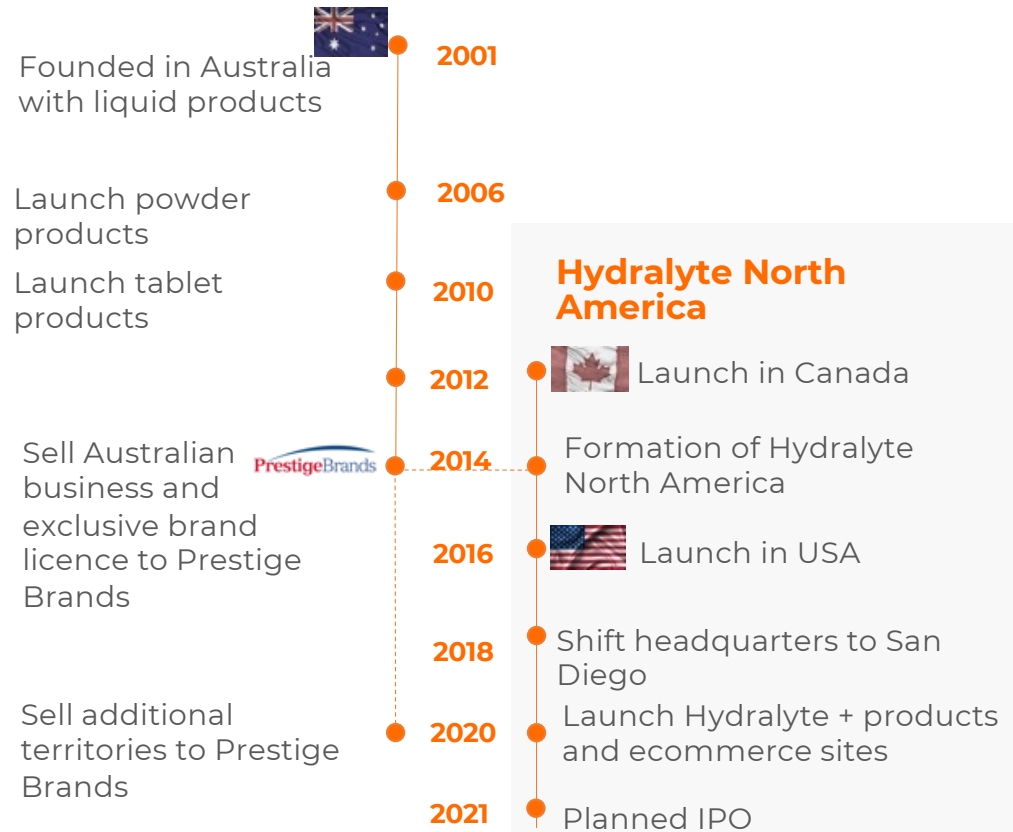 2001
Founded in Australia
with liquid products
2006
Launch powder
products
Launch tablet
products
2010
Hydralyte North
America
2012
Launch in Canada
Sell Australian
business and
exclusive brand
licence to Prestige
Brands
PrestigeBrands
2014
Formation of Hydralyte
North America
2016
Launch in USA
2018
Shift headquarters to San
Diego
Sell additional
territories to Prestige
Brands
2020
Launch Hydralyte + products
and ecommerce sites
2021
Planned IPO